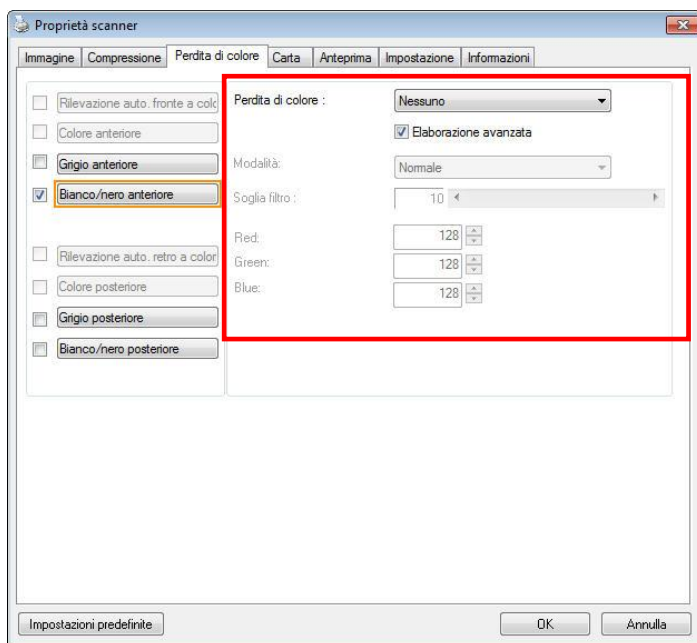 Proprietà scanner
Immagine Compressione Perdita di colore Carta Anteprima Impostazione Informazioni
Rilevazione auto. fronte a colo
Colore anteriore
Grigio anteriore
Bianco/nero anteriore
Rilevazione auto. retro a color
Colore posteriore
Grigio posteriore
Bianco/nero posteriore
Perdita di colore : Nessuno
Elaborazione avanzata
Modalità: Normale
Soglia filtro : 10
Red: 128
Green: 128
Blue: 128
Impostazioni predefinite OK Annulla